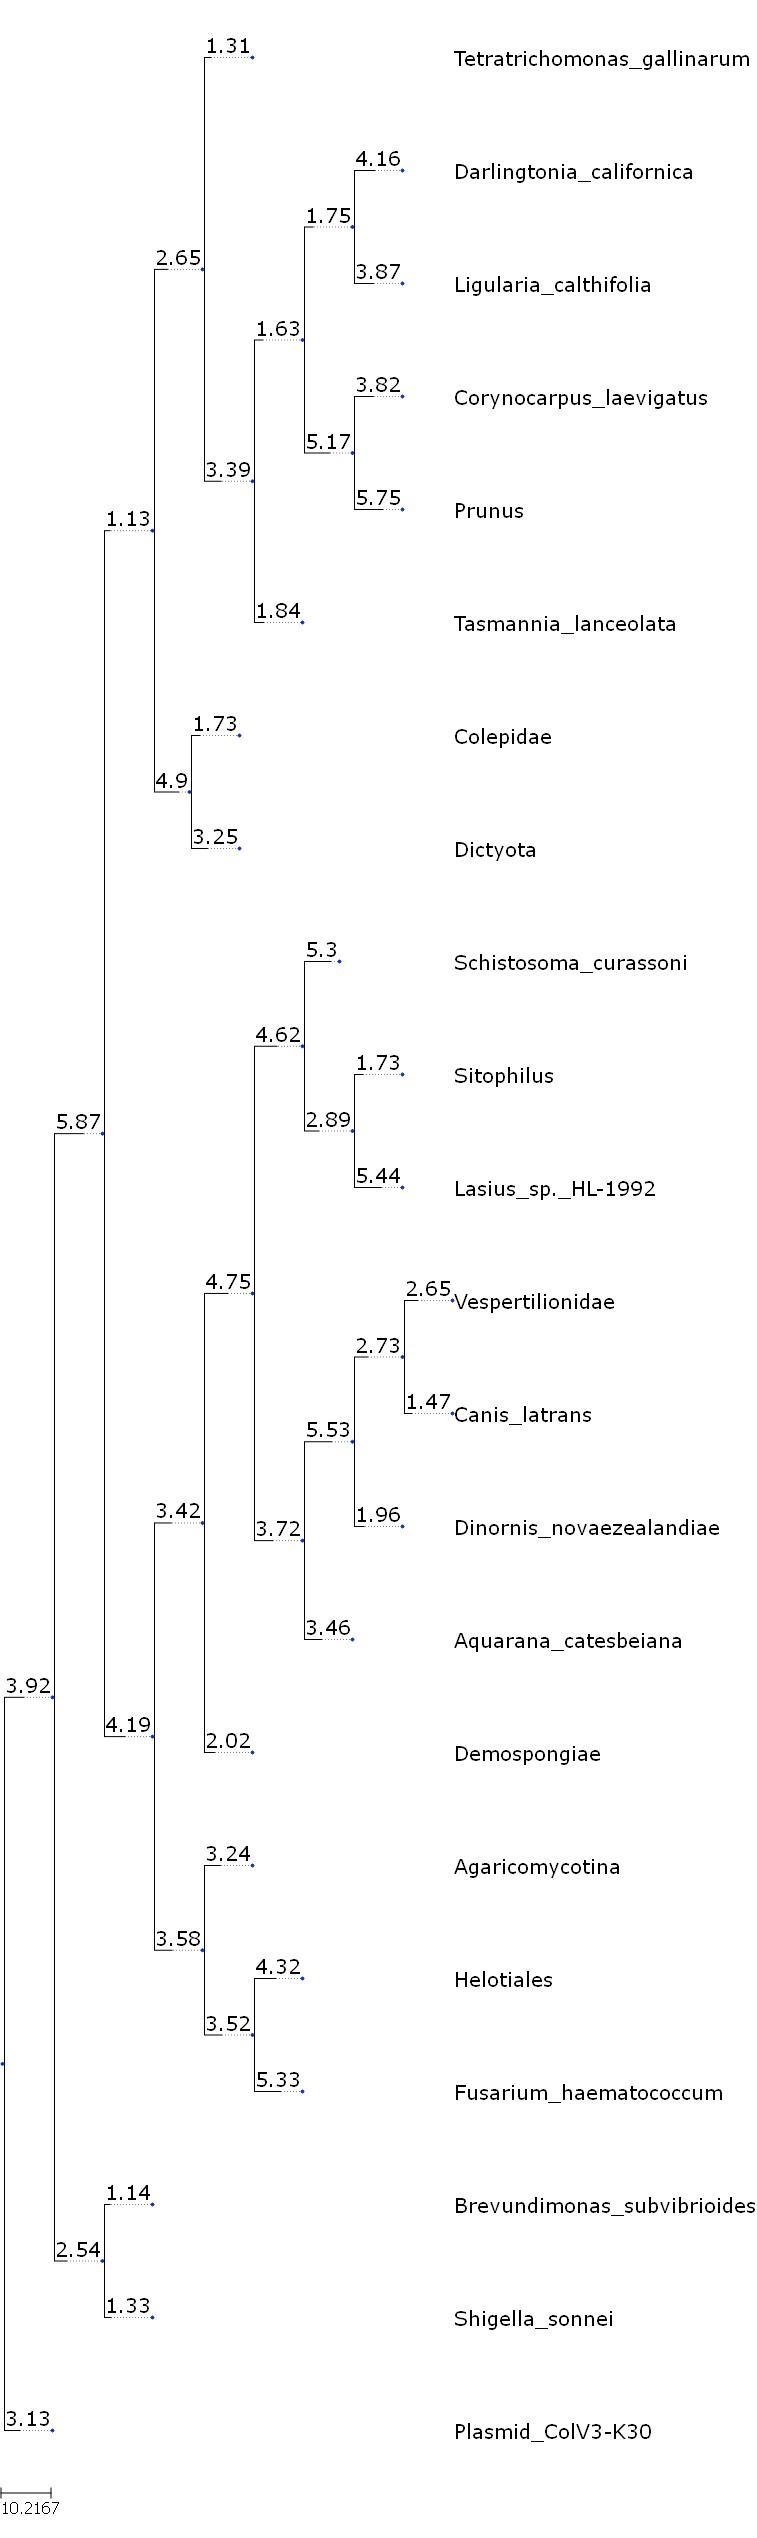 1.31
Tetratrichomonas_gallinarum
4.16
Darlingtonia_californica
1.75
2.65
3.87
Ligularia_calthifolia
1.63
3.82
Corynocarpus_laevigatus
5.17
3.39
5.75
Prunus
1.13
1.84
Tasmannia_lanceolata
1.73
Colepidae
4.9
3.25
Dictyota
5.3
Schistosoma_curassoni
4.62
1.73
Sitophilus
5.87
2.89
5.44
Lasius_sp._HL-1992
4.75
2.65
Vespertilionidae
2.73
1.47
Canis_latrans
5.53
3.42
1.96
Dinornis_novaezealandiae
3.72
3.46
Aquarana_catesbeiana
3.92
4.19
2.02
Demospongiae
3.24
Agaricomycotina
3.58
4.32
Helotiales
3.52
5.33
Fusarium_haematococcum
1.14
Brevundimonas_subvibrioides
2.54
1.33
Shigella_sonnei
3.13
Plasmid_ColV3-K30
10.2167